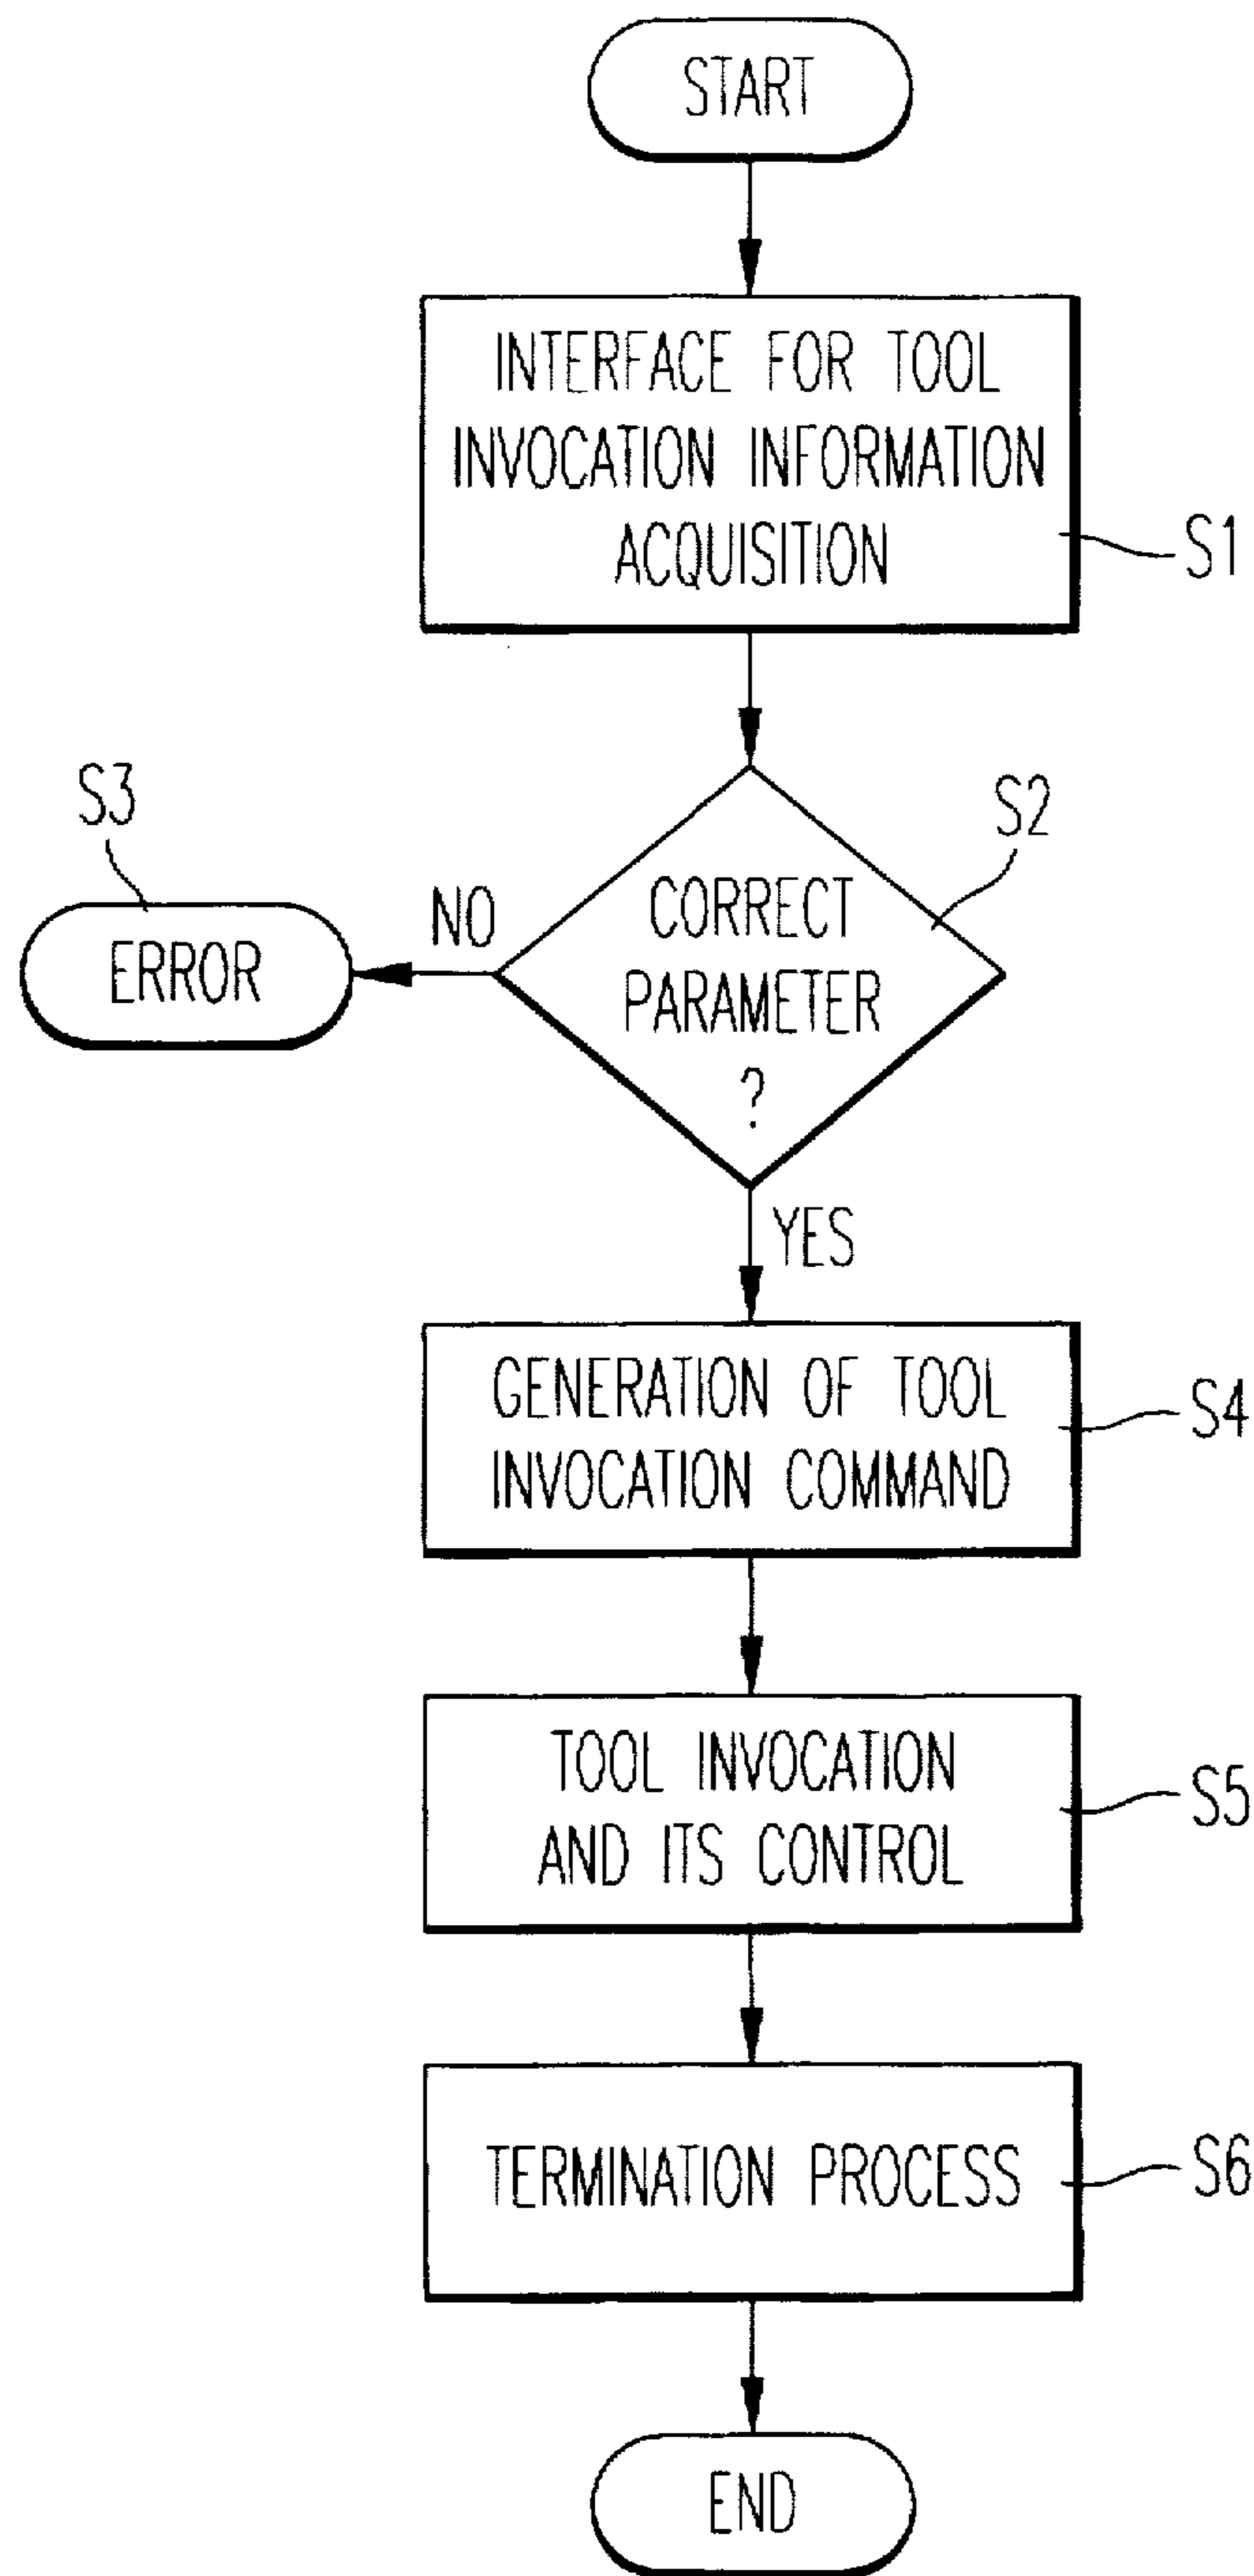 START
INTERFACE FOR TOOL
INVOCATION INFORMATION
ACQUISITION
S1
S3
S2
NO
CORRECT
PARAMETER
?
ERROR
YES
GENERATION OF TOOL
INVOCATION COMMAND
S4
TOOL INVOCATION
AND ITS CONTROL
S5
TERMINATION PROCESS
S6
END